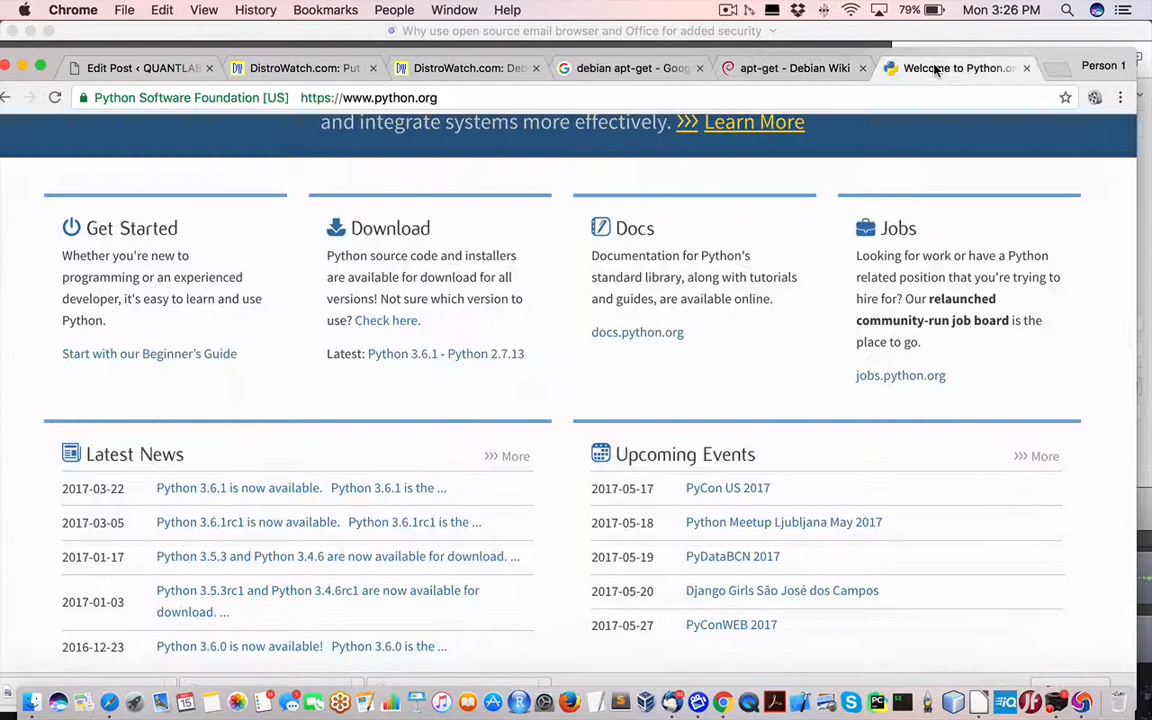 Chrome File Edit View History Bookmarks People Window Help 79% Mon 3:26 PM
Why use open source email browser and Office for added security
Edit Post ‹ QUANTLAB DistroWatch.com: Put DistroWatch.com: Deb debian apt-get - Goog apt-get - Debian Wiki Welcome to Python.or Person 1
Python Software Foundation [US] https://www.python.org
and integrate systems more effectively. >>> Learn More
Get Started
Whether you're new to
programming or an experienced
developer, it's easy to learn and use
Python.
Start with our Beginner's Guide
Download
Python source code and installers
are available for download for all
versions! Not sure which version to
use? Check here.
Latest: Python 3.6.1 - Python 2.7.13
Docs
Documentation for Python's
standard library, along with tutorials
and guides, are available online.
docs.python.org
Jobs
Looking for work or have a Python
related position that you're trying to
hire for? Our relaunched
community-run job board is the
place to go.
jobs.python.org
Latest News >>> More
2017-03-22 Python 3.6.1 is now available. Python 3.6.1 is the ...
2017-03-05 Python 3.6.1rc1 is now available. Python 3.6.1rc1 is the ...
2017-01-17 Python 3.5.3 and Python 3.4.6 are now available for download. ...
2017-01-03 Python 3.5.3rc1 and Python 3.4.6rc1 are now available for
download. ...
2016-12-23 Python 3.6.0 is now available! Python 3.6.0 is the ...
Upcoming Events >>> More
2017-05-17 PyCon US 2017
2017-05-18 Python Meetup Ljubljana May 2017
2017-05-19 PyDataBCN 2017
2017-05-20 Django Girls São José dos Campos
2017-05-27 PyConWEB 2017